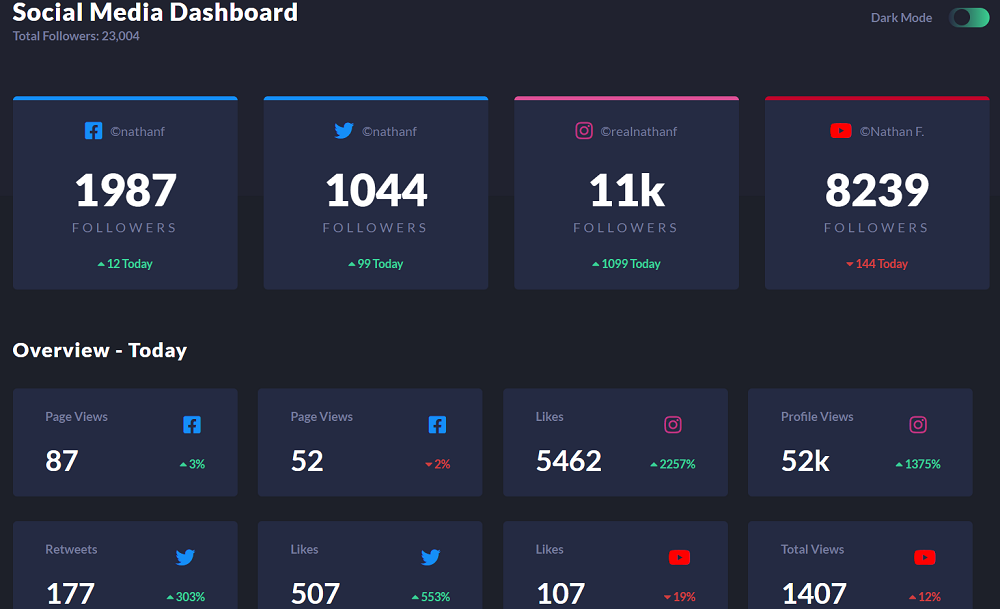 Social Media Dashboard
Dark Mode
Total Followers: 23,004
©nathanf
1987
FOLLOWERS
12 Today
©nathanf
1044
FOLLOWERS
99 Today
©realnathanf
11k
FOLLOWERS
1099 Today
©Nathan F.
8239
FOLLOWERS
144 Today
Overview - Today
Page Views
87
3%
Page Views
52
2%
Likes
5462
2257%
Profile Views
52k
1375%
Retweets
177
303%
Likes
507
553%
Likes
107
19%
Total Views
1407
12%